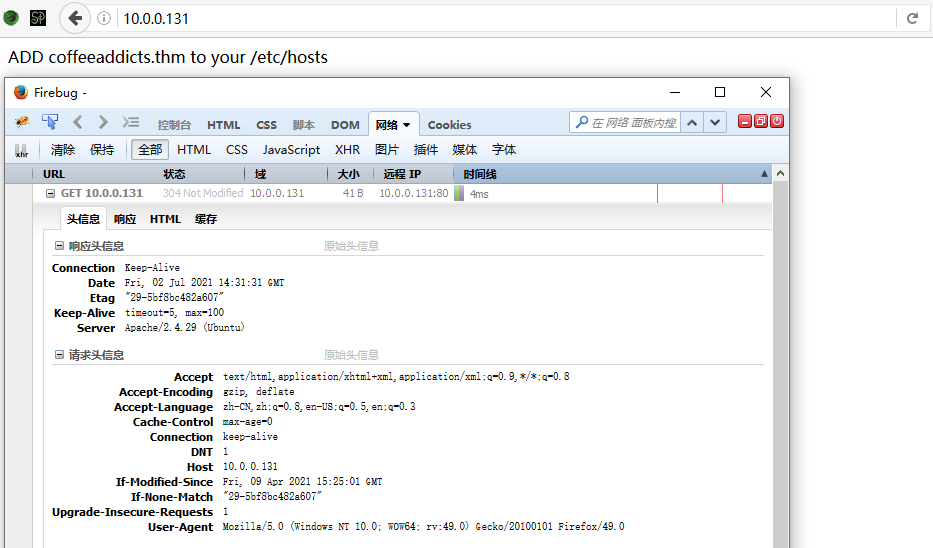 SP
10.0.0.131
ADD coffeeaddicts.thm to your /etc/hosts
Firebug -
控制台 HTML CSS 脚本 DOM 网络 Cookies
在 网络 面板内搜
xhr 清除 保持 全部 HTML CSS JavaScript XHR 图片 插件 媒体 字体
URL 状态 域 大小 远程 IP 时间线
GET 10.0.0.131 304 Not Modified 10.0.0.131 41 B 10.0.0.131:80 4ms
头信息 响应 HTML 缓存
响应头信息 原始头信息
Connection Keep-Alive
Date Fri, 02 Jul 2021 14:31:31 GMT
Etag "29-5bf8bc482a607"
Keep-Alive timeout=5, max=100
Server Apache/2.4.29 (Ubuntu)
请求头信息 原始头信息
Accept text/html,application/xhtml+xml,application/xml;q=0.9,*/*;q=0.8
Accept-Encoding gzip, deflate
Accept-Language zh-CN,zh;q=0.8,en-US;q=0.5,en;q=0.3
Cache-Control max-age=0
Connection keep-alive
DNT 1
Host 10.0.0.131
If-Modified-Since Fri, 09 Apr 2021 15:25:01 GMT
If-None-Match "29-5bf8bc482a607"
Upgrade-Insecure-Requests 1
User-Agent Mozilla/5.0 (Windows NT 10.0; WOW64; rv:49.0) Gecko/20100101 Firefox/49.0